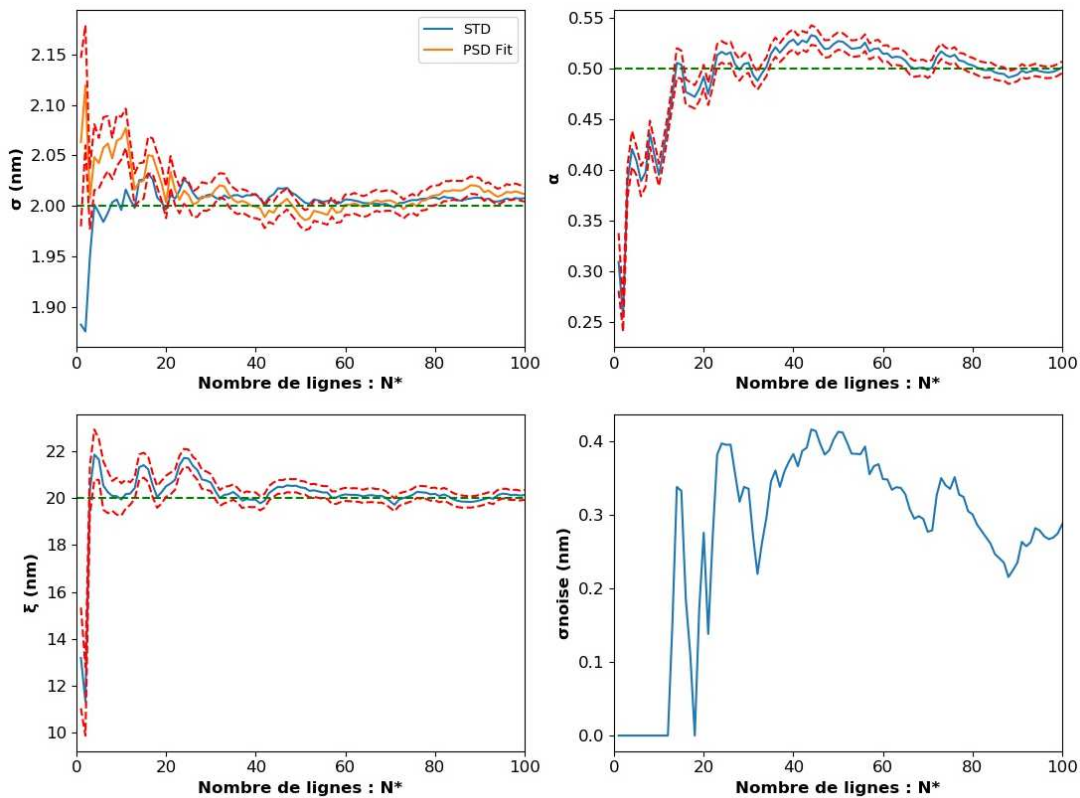 σ (nm)
2.15
2.10
2.05
2.00
1.95
1.90
STD
PSD Fit
0 20 40 60 80 100
Nombre de lignes : N*
α
0.55
0.50
0.45
0.40
0.35
0.30
0.25
0 20 40 60 80 100
Nombre de lignes : N*
ξ (nm)
22
20
18
16
14
12
10
0 20 40 60 80 100
Nombre de lignes : N*
σnoise (nm)
0.4
0.3
0.2
0.1
0.0
0 20 40 60 80 100
Nombre de lignes : N*